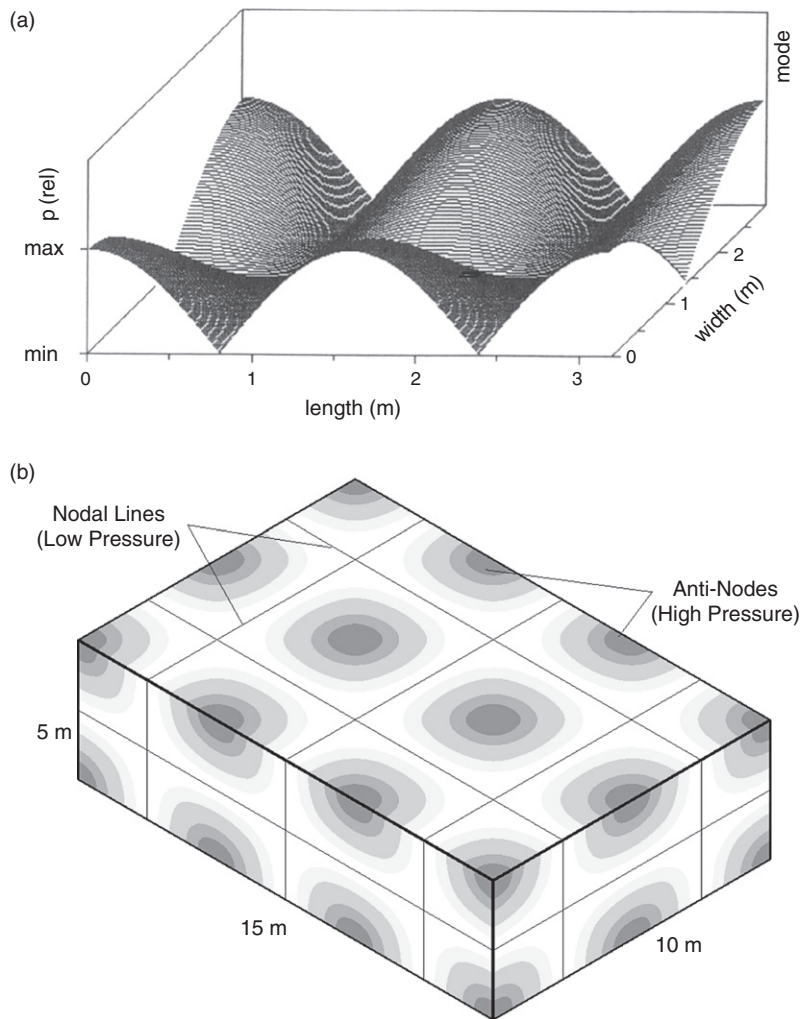 (a)
mode
p (rel)
max
min
0
1
2
3
length (m)
0
1
2
width (m)
(b)
Nodal Lines
(Low Pressure)
Anti-Nodes
(High Pressure)
5 m
15 m
10 m